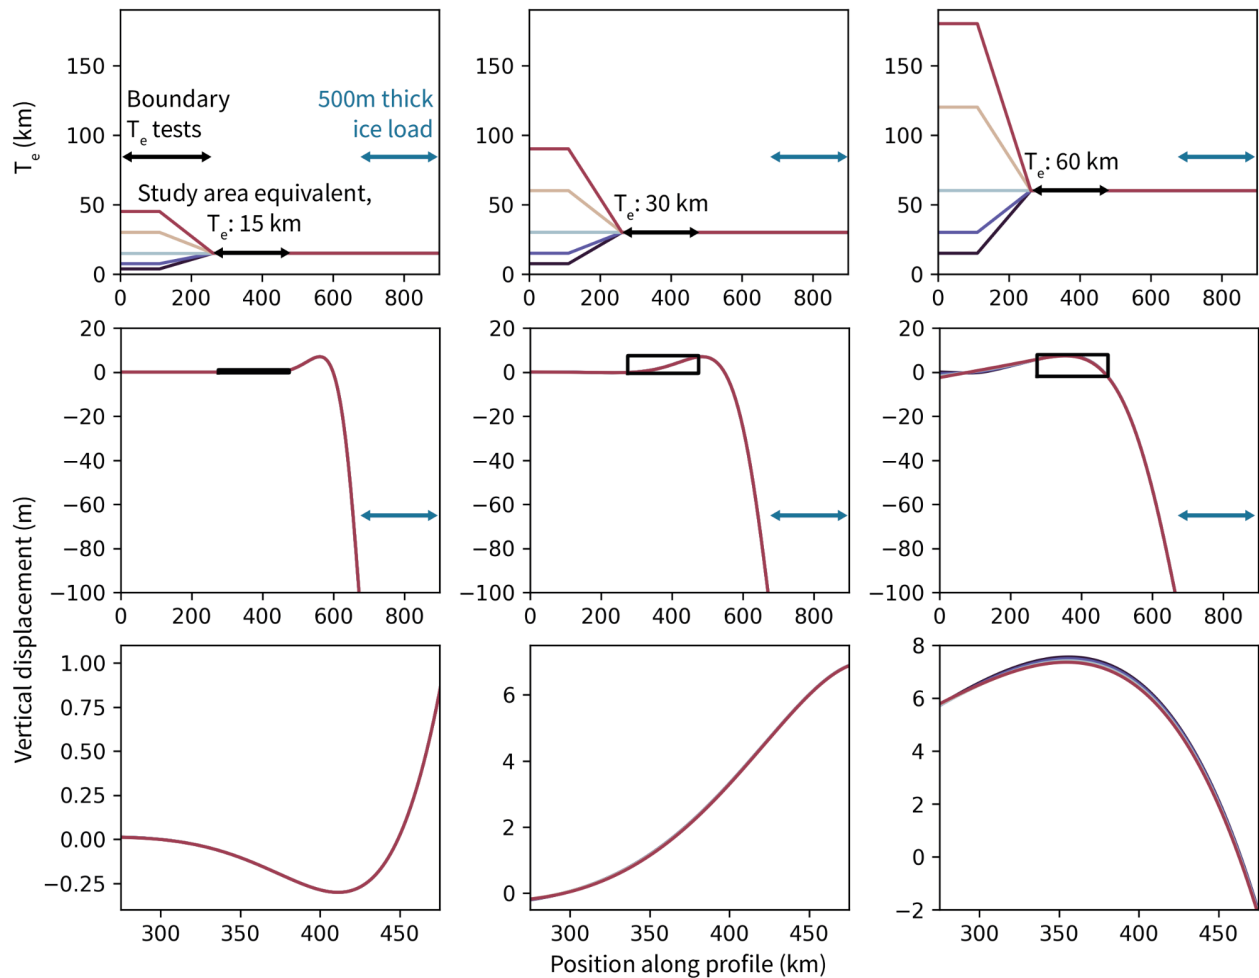 150
100
50
0
T_e (km)
Boundary
T_e tests
500m thick
ice load
Study area equivalent,
T_e: 15 km
0 200 400 600 800
150
100
50
0
T_e: 30 km
0 200 400 600 800
150
100
50
0
T_e: 60 km
0 200 400 600 800
Vertical displacement (m)
20
0
−20
−40
−60
−80
−100
0 200 400 600 800
20
0
−20
−40
−60
−80
−100
0 200 400 600 800
20
0
−20
−40
−60
−80
−100
0 200 400 600 800
1.00
0.75
0.50
0.25
0.00
−0.25
300 350 400 450
6
4
2
0
300 350 400 450
8
6
4
2
0
−2
300 350 400 450
Position along profile (km)